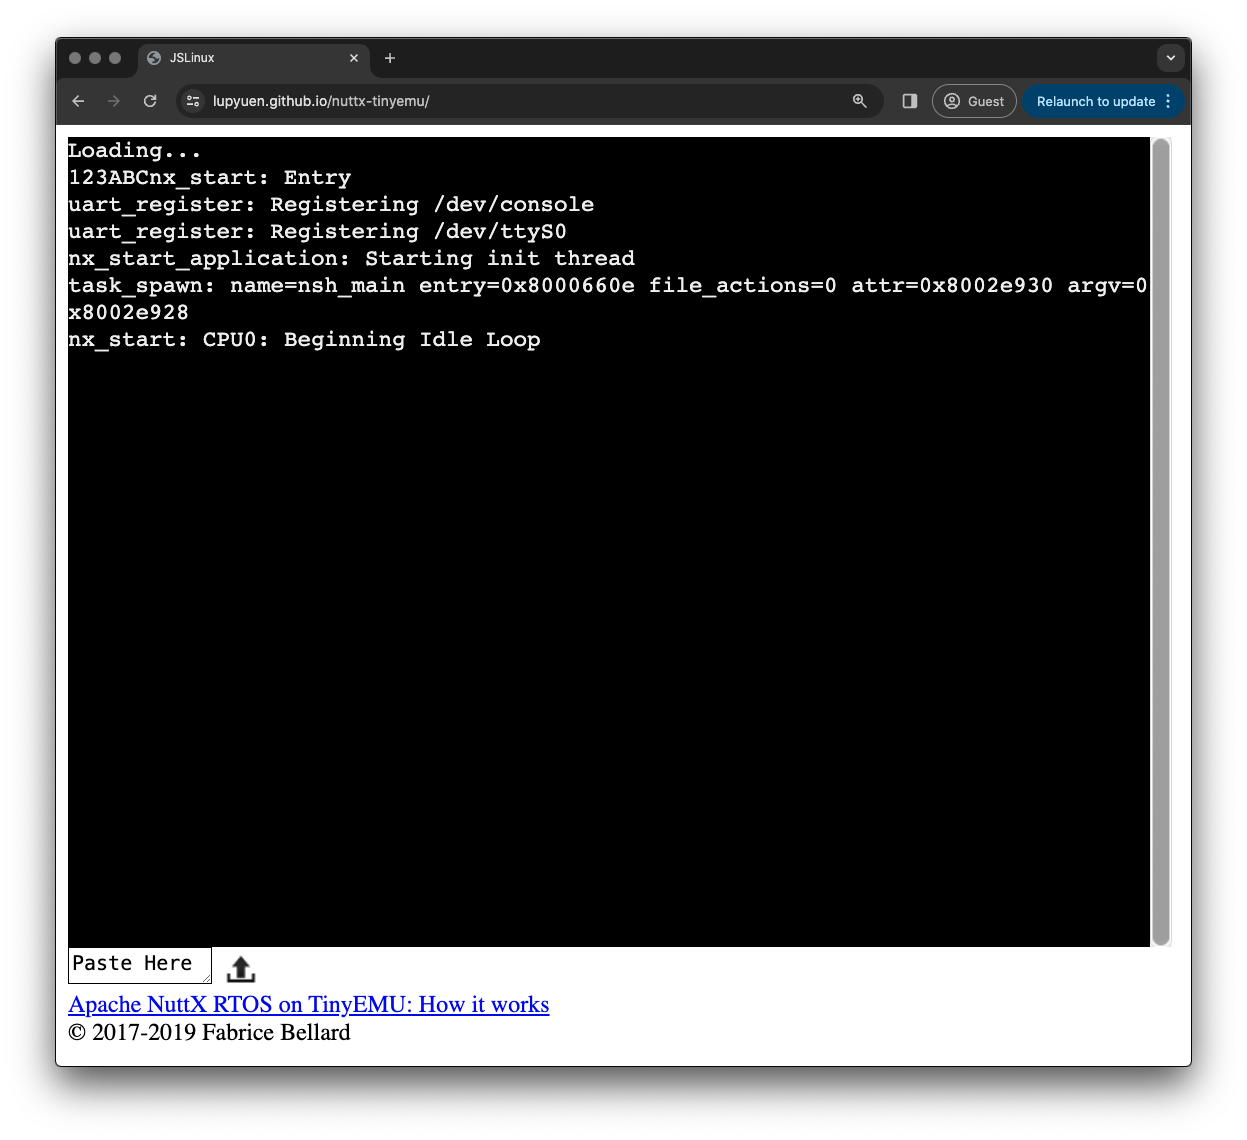 JSLinux
lupyuen.github.io/nuttx-tinyemu/
Guest
Relaunch to update
Loading...
123ABCnx_start: Entry
uart_register: Registering /dev/console
uart_register: Registering /dev/ttyS0
nx_start_application: Starting init thread
task_spawn: name=nsh_main entry=0x8000660e file_actions=0 attr=0x8002e930 argv=0
x8002e928
nx_start: CPU0: Beginning Idle Loop
Paste Here
Apache NuttX RTOS on TinyEMU: How it works
© 2017-2019 Fabrice Bellard